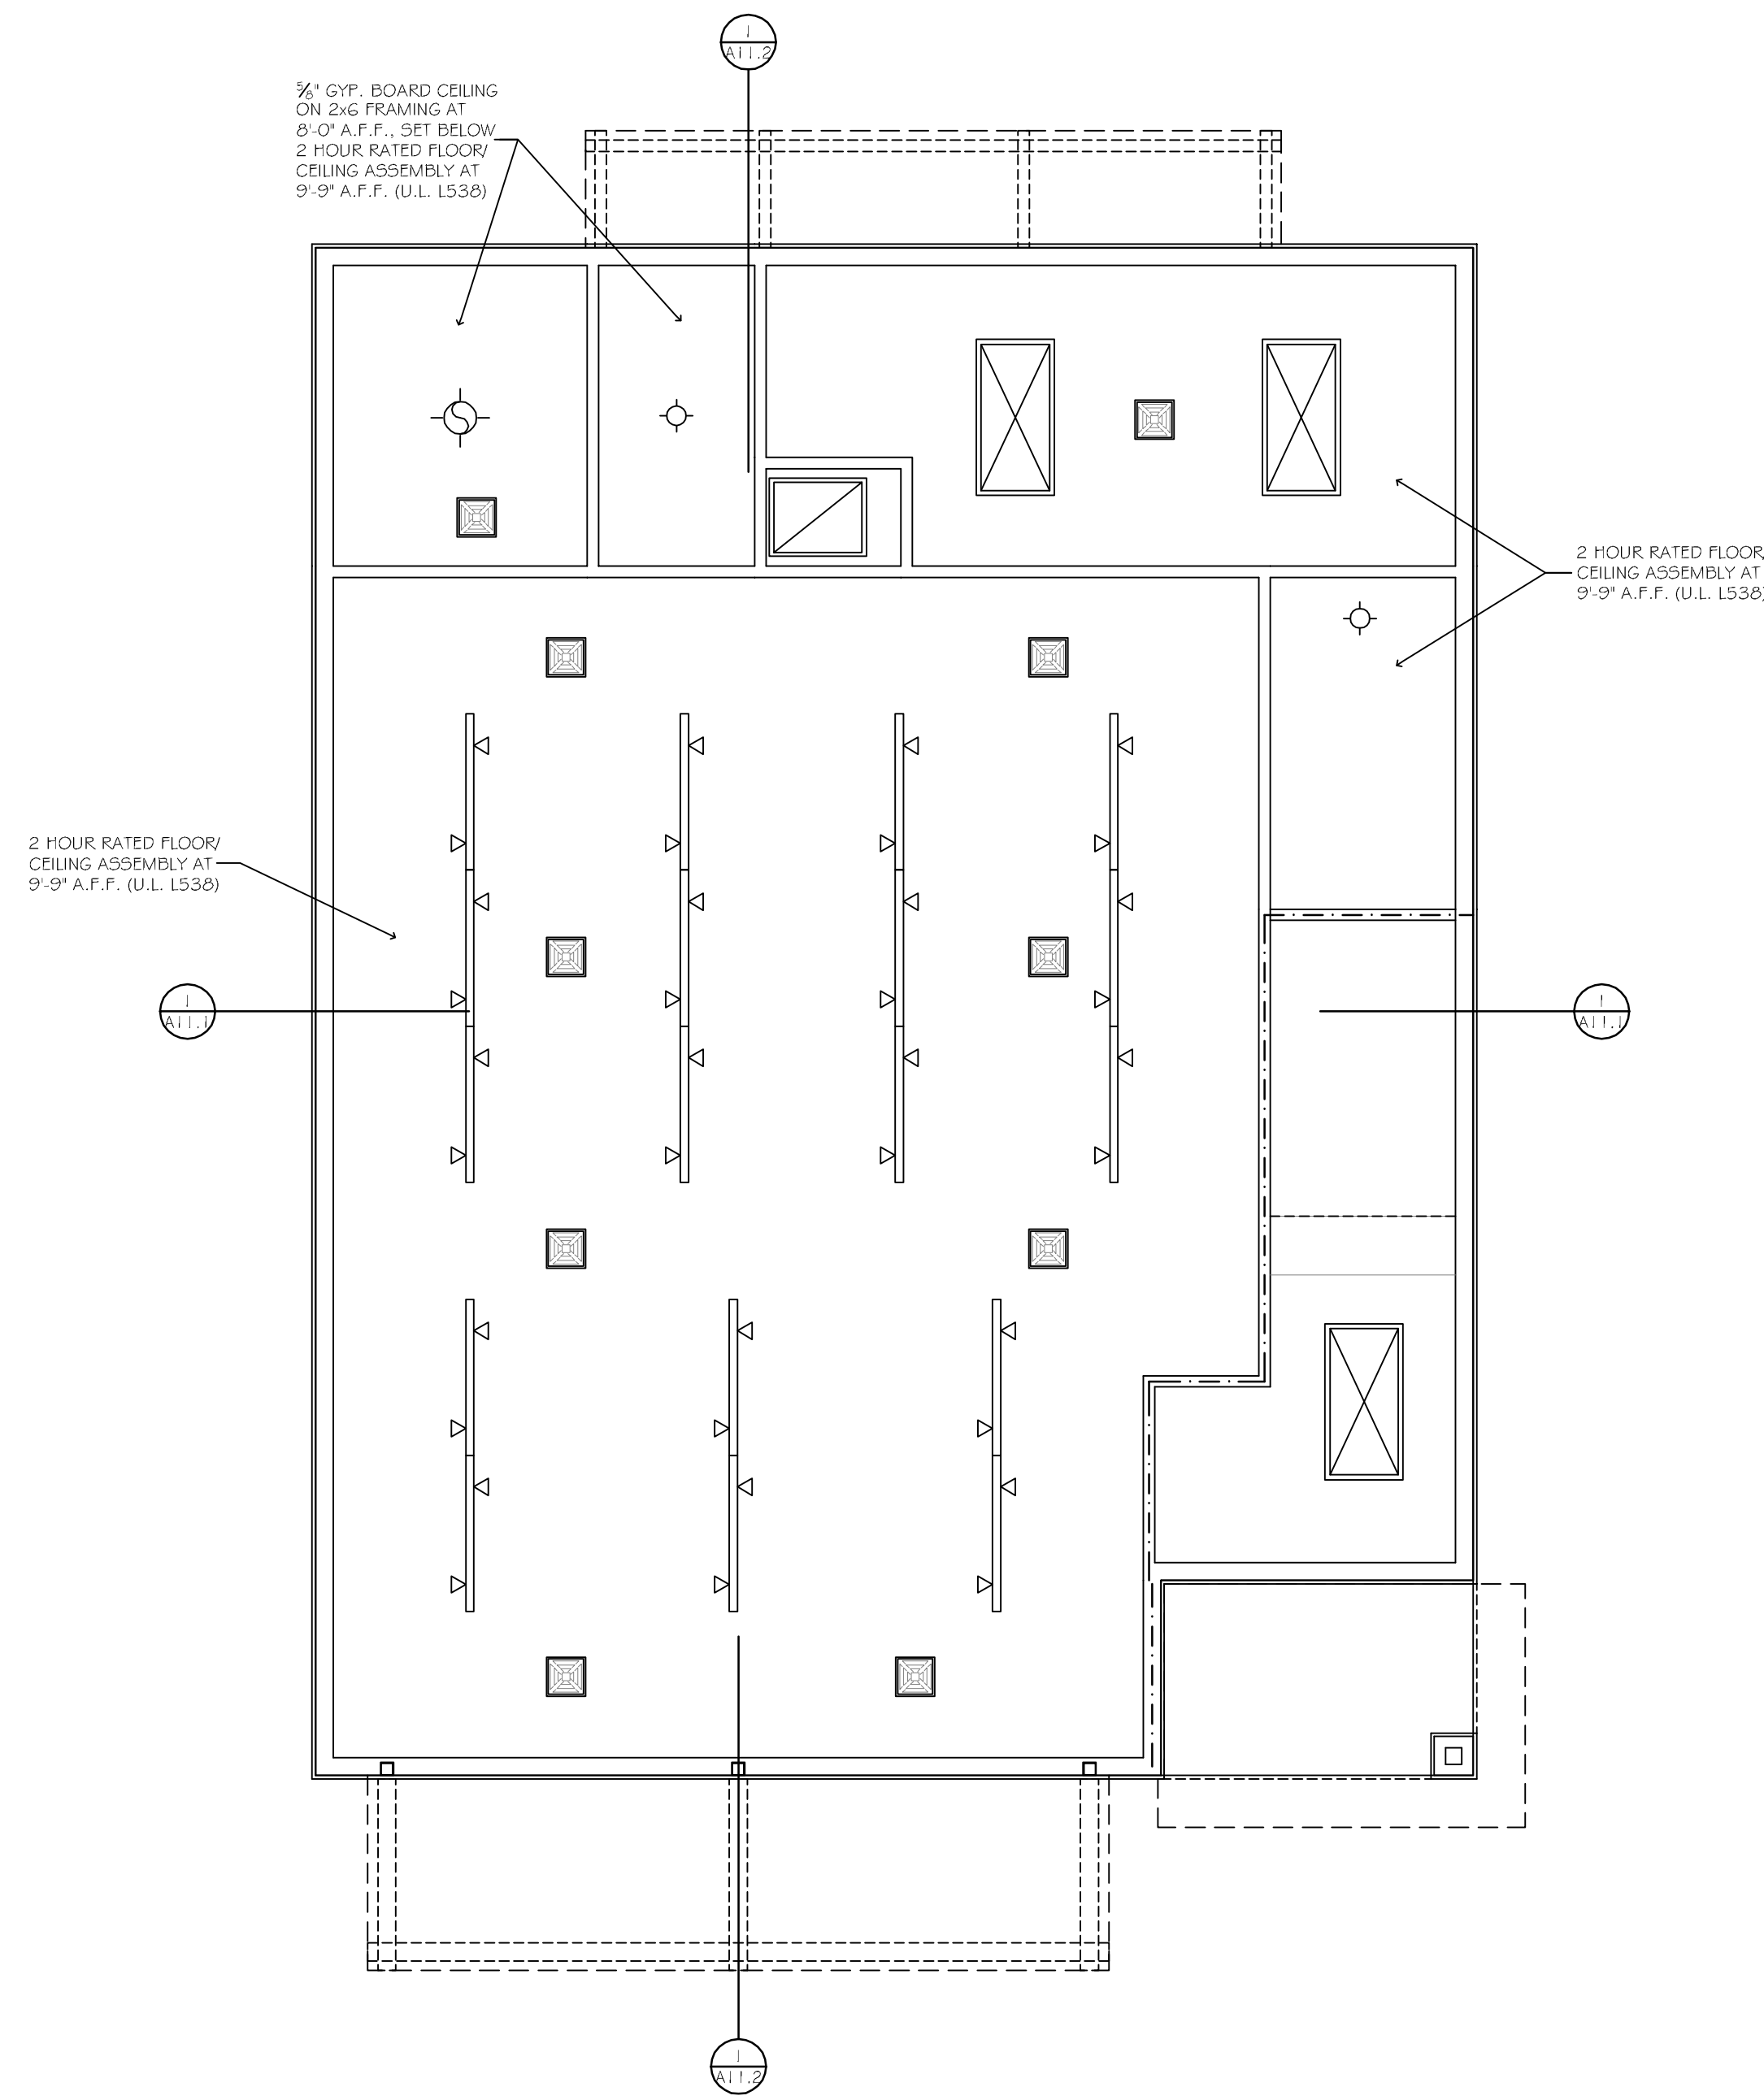 1
A11.2
5/8" GYP. BOARD CEILING
ON 2x6 FRAMING AT
8'-0" A.F.F., SET BELOW
2 HOUR RATED FLOOR/
CEILING ASSEMBLY AT
9'-9" A.F.F. (U.L. L538)
2 HOUR RATED FLOOR/
CEILING ASSEMBLY AT
9'-9" A.F.F. (U.L. L538)
2 HOUR RATED FLOOR/
CEILING ASSEMBLY AT
9'-9" A.F.F. (U.L. L538)
1
A11.1
1
A11.1
1
A11.2